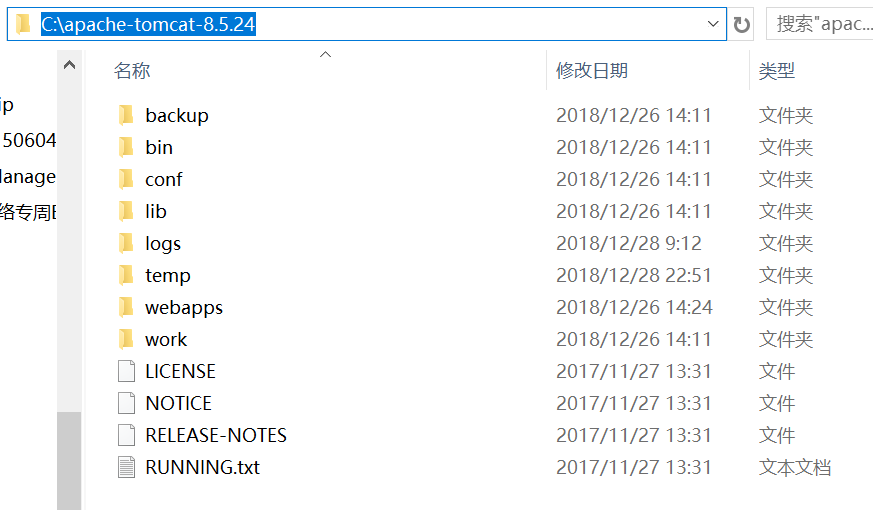 C:\apache-tomcat-8.5.24
搜索"apac...
名称 修改日期 类型
ip
50604
anage
络专周
backup 2018/12/26 14:11 文件夹
bin 2018/12/26 14:11 文件夹
conf 2018/12/26 14:11 文件夹
lib 2018/12/26 14:11 文件夹
logs 2018/12/28 9:12 文件夹
temp 2018/12/28 22:51 文件夹
webapps 2018/12/26 14:24 文件夹
work 2018/12/26 14:11 文件夹
LICENSE 2017/11/27 13:31 文件
NOTICE 2017/11/27 13:31 文件
RELEASE-NOTES 2017/11/27 13:31 文件
RUNNING.txt 2017/11/27 13:31 文本文档